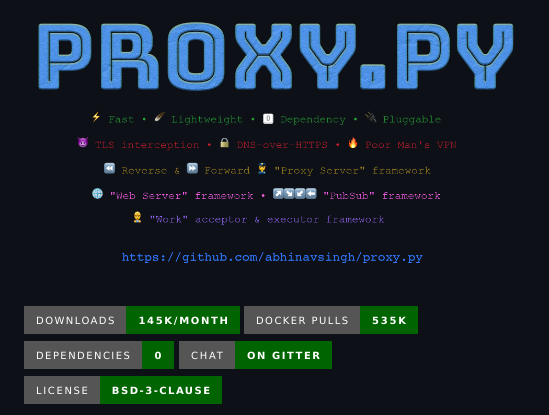 PROXY.PY
⚡ Fast • 🪶 Lightweight • 0️⃣ Dependency • 🔌 Pluggable
😈 TLS interception • 🔒 DNS-over-HTTPS • 🔥 Poor Man's VPN
⏪ Reverse & ⏩ Forward 👮 "Proxy Server" framework
🌐 "Web Server" framework • ↗️↘️↙️⬅️ "PubSub" framework
👷 "Work" acceptor & executor framework
https://github.com/abhinavsingh/proxy.py
DOWNLOADS 145K/MONTH DOCKER PULLS 535K
DEPENDENCIES 0 CHAT ON GITTER
LICENSE BSD-3-CLAUSE